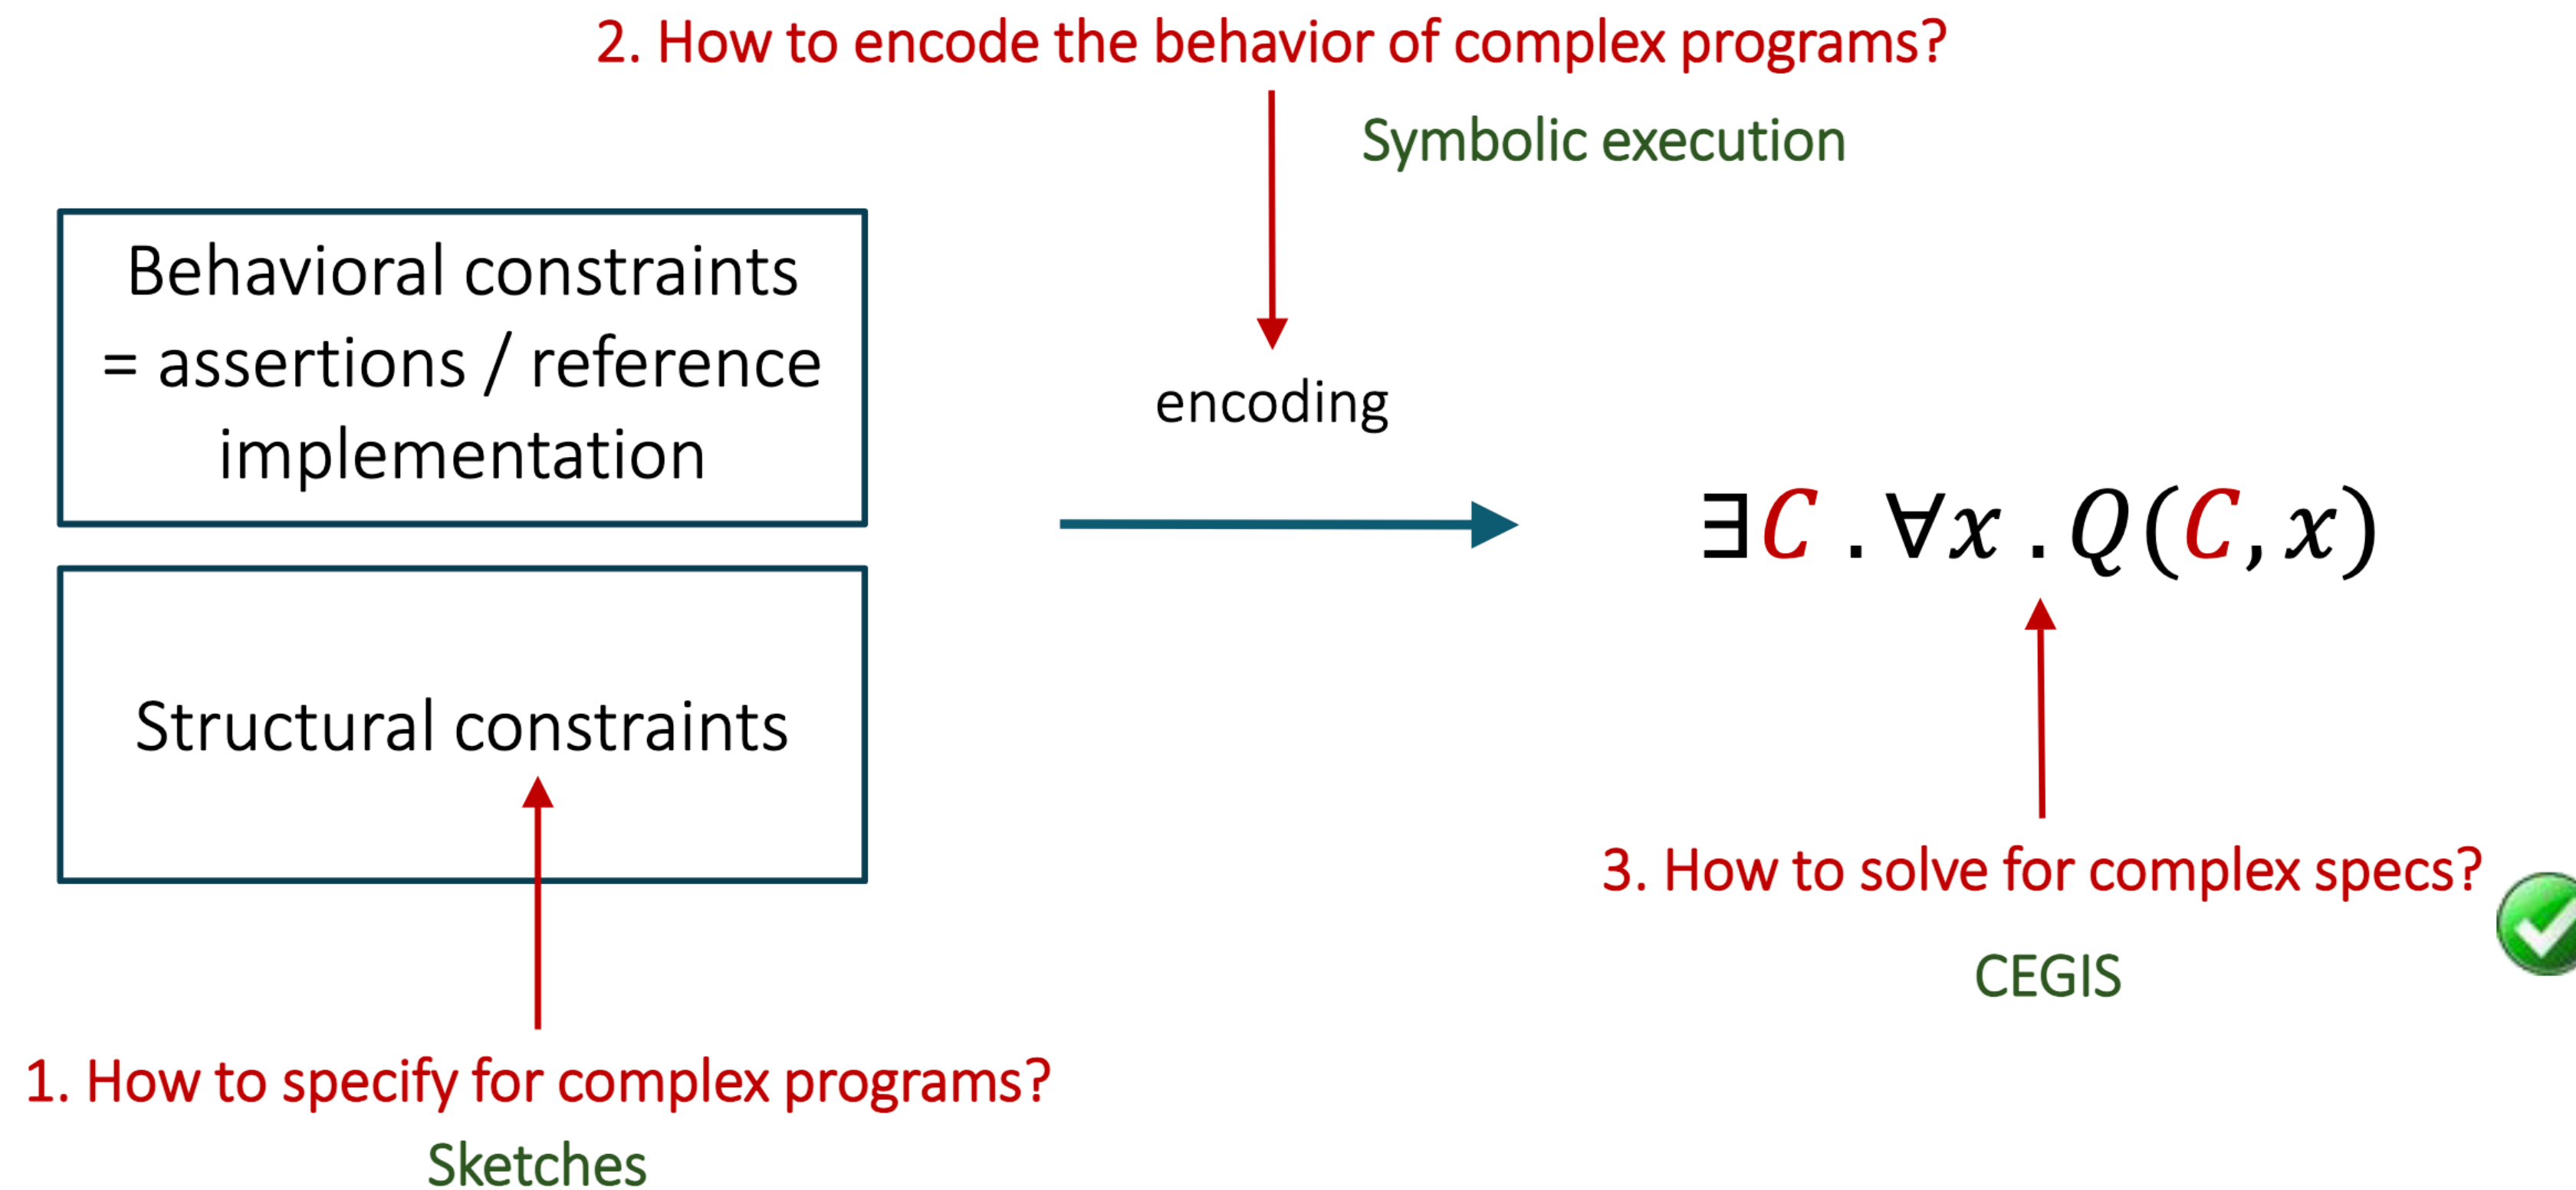 2. How to encode the behavior of complex programs?
Symbolic execution
Behavioral constraints
= assertions / reference
implementation
encoding
∃C . ∀x . Q(C, x)
Structural constraints
3. How to solve for complex specs?
CEGIS
1. How to specify for complex programs?
Sketches